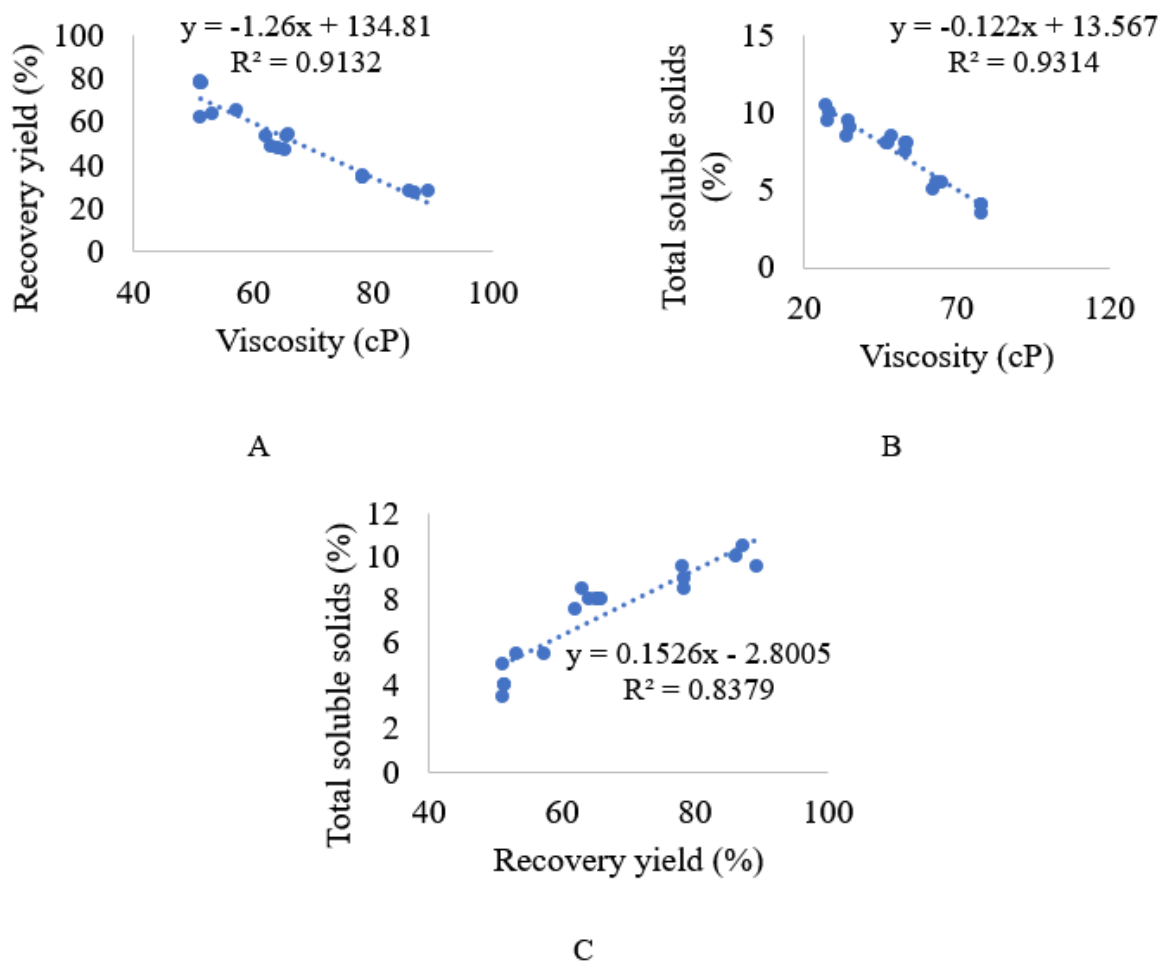 y = -1.26x + 134.81
R² = 0.9132
Recovery yield (%)
100
80
60
40
20
0
40 60 80 100
Viscosity (cP)
A
y = -0.122x + 13.567
R² = 0.9314
Total soluble solids
(%)
15
10
5
0
20 70 120
Viscosity (cP)
B
Total soluble solids (%)
12
10
8
6
4
2
0
y = 0.1526x - 2.8005
R² = 0.8379
40 60 80 100
Recovery yield (%)
C